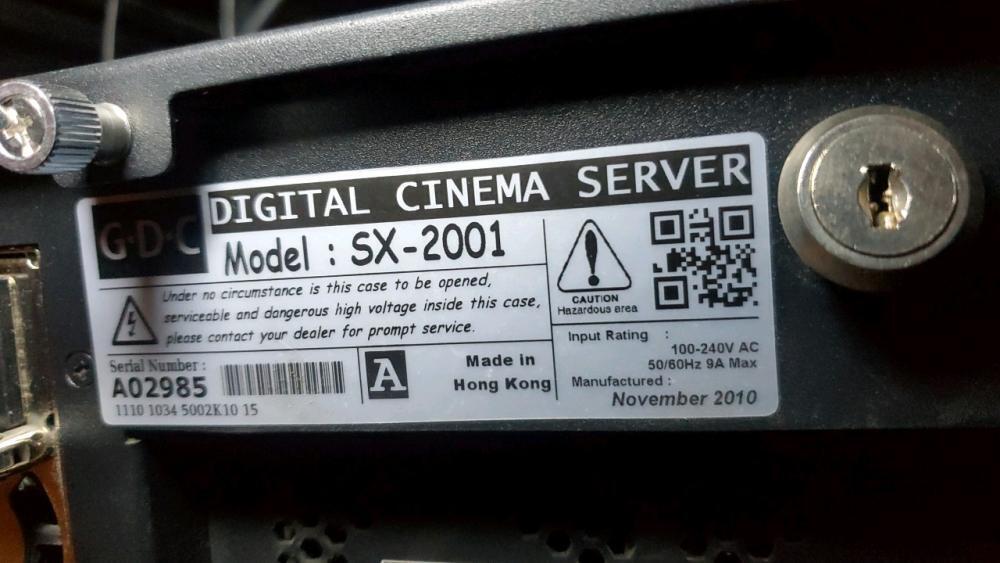 G·D·C
DIGITAL CINEMA SERVER
Model : SX-2001
Under no circumstance is this case to be opened,
serviceable and dangerous high voltage inside this case,
please contact your dealer for prompt service.
CAUTION
Hazardous area
Serial Number :
A02985
1110 1034 5002K10 15
A
Made in
Hong Kong
Input Rating :
100-240V AC
50/60Hz 9A Max
Manufactured :
November 2010